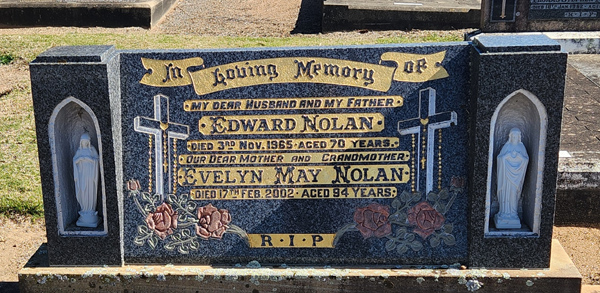 In Loving Memory OF
MY DEAR HUSBAND AND MY FATHER
EDWARD NOLAN
DIED 3RD NOV. 1965 · AGED 70 YEARS.
OUR DEAR MOTHER AND GRANDMOTHER
EVELYN MAY NOLAN
DIED 17TH FEB. 2002 · AGED 94 YEARS.
R · I · P